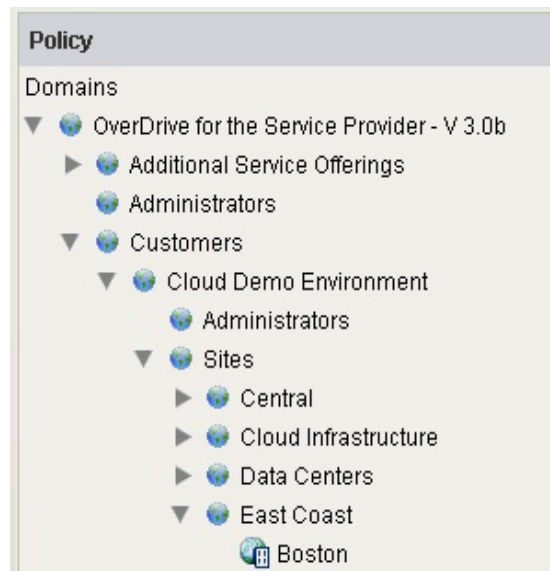 Policy
Domains
OverDrive for the Service Provider - V 3.0b
Additional Service Offerings
Administrators
Customers
Cloud Demo Environment
Administrators
Sites
Central
Cloud Infrastructure
Data Centers
East Coast
Boston